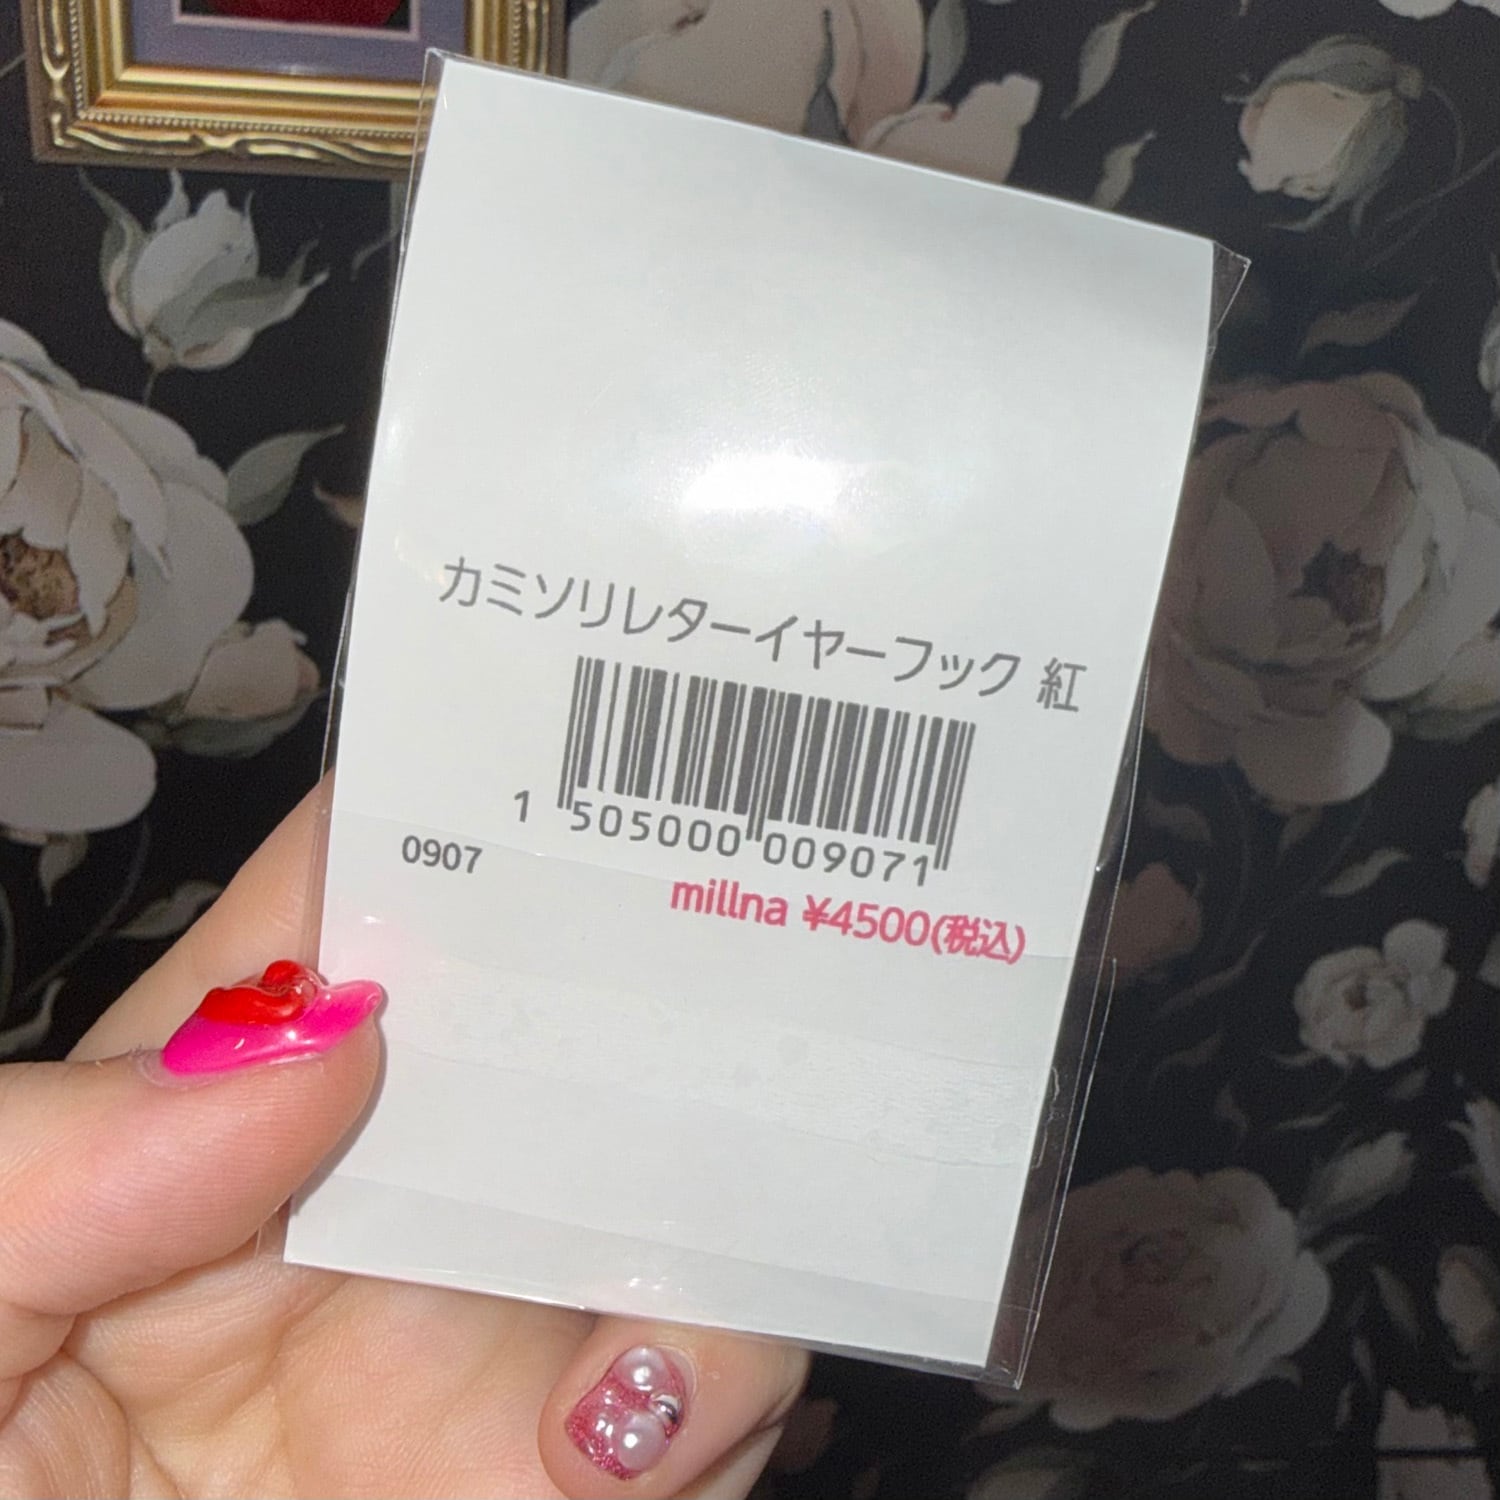 カミソリレターイヤーフック 紅
1 505000 009071
0907
millna ¥4500(税込)